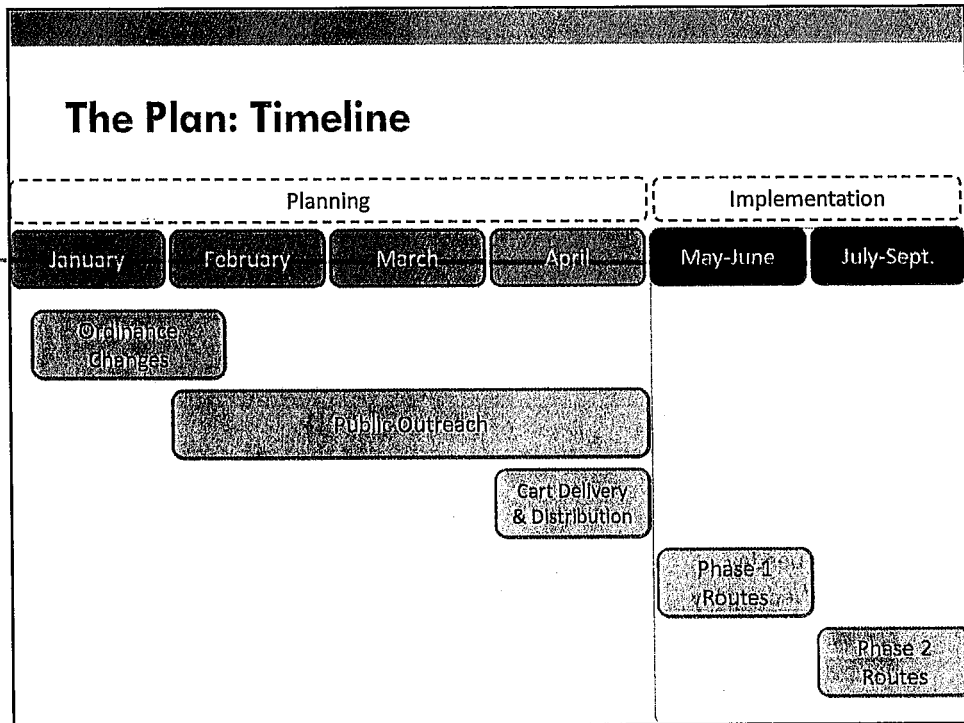 The Plan: Timeline
Planning
Implementation
January
February
March
April
May-June
July-Sept.
Ordinance
Changes
Public Outreach
Cart Delivery
& Distribution
Phase 1
Routes
Phase 2
Routes